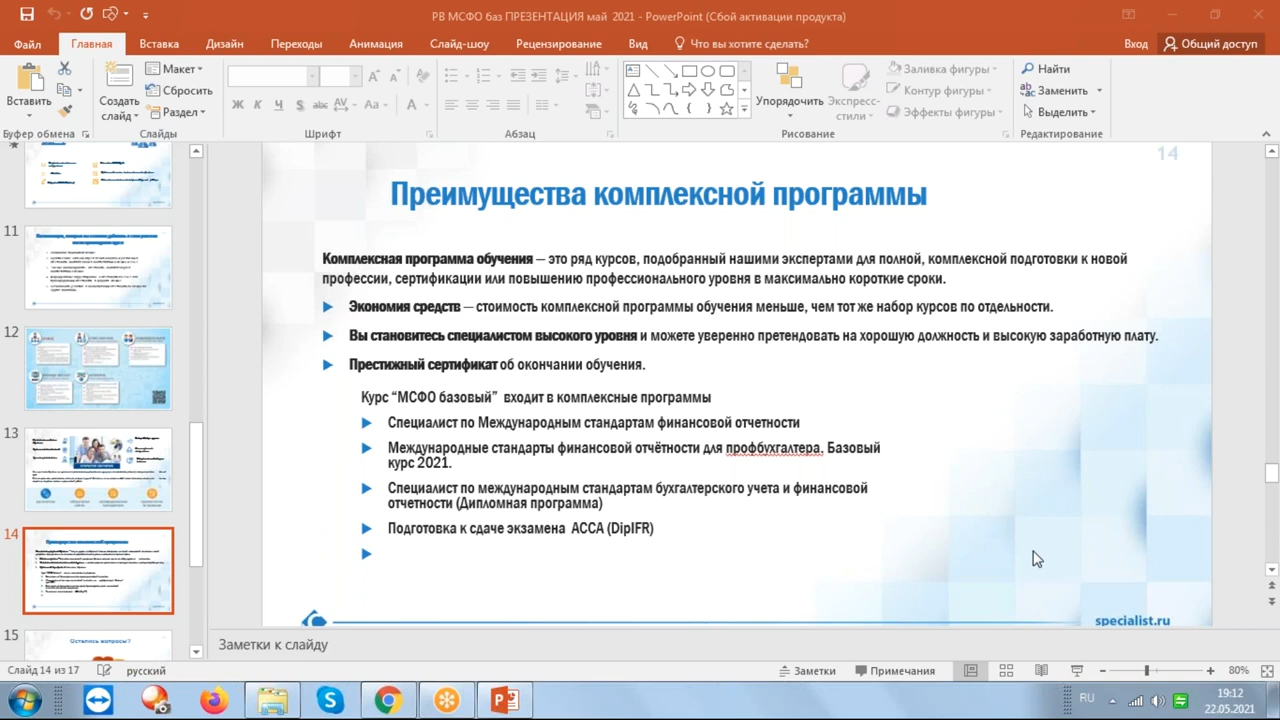 РВ МСФО баз ПРЕЗЕНТАЦИЯ май 2021 - PowerPoint (Сбой активации продукта)
Файл Главная Вставка Дизайн Переходы Анимация Слайд-шоу Рецензирование Вид Что вы хотите сделать? Вход Общий доступ
Вставить
Создать слайд
Макет
Сбросить
Раздел
Ж К Ч S abc AV Aa A
Упорядочить
Экспресс-стили
Заливка фигуры
Контур фигуры
Эффекты фигуры
Найти
Заменить
Выделить
Буфер обмена Слайды Шрифт Абзац Рисование Редактирование
11
12
13
14
15
Остались вопросы?
14
Преимущества комплексной программы
Комплексная программа обучения — это ряд курсов, подобранный нашими экспертами для полной, комплексной подготовки к новой
профессии, сертификации или повышению профессионального уровня в максимально короткие сроки.
Экономия средств — стоимость комплексной программы обучения меньше, чем тот же набор курсов по отдельности.
Вы становитесь специалистом высокого уровня и можете уверенно претендовать на хорошую должность и высокую заработную плату.
Престижный сертификат об окончании обучения.
Курс “МСФО базовый” входит в комплексные программы
Специалист по Международным стандартам финансовой отчетности
Международные стандарты финансовой отчётности для профбухгалтера. Базовый
курс 2021.
Специалист по международным стандартам бухгалтерского учета и финансовой
отчетности (Дипломная программа)
Подготовка к сдаче экзамена АССА (DipIFR)
specialist.ru
Заметки к слайду
Слайд 14 из 17 русский Заметки Примечания 80%
RU 19:12
22.05.2021